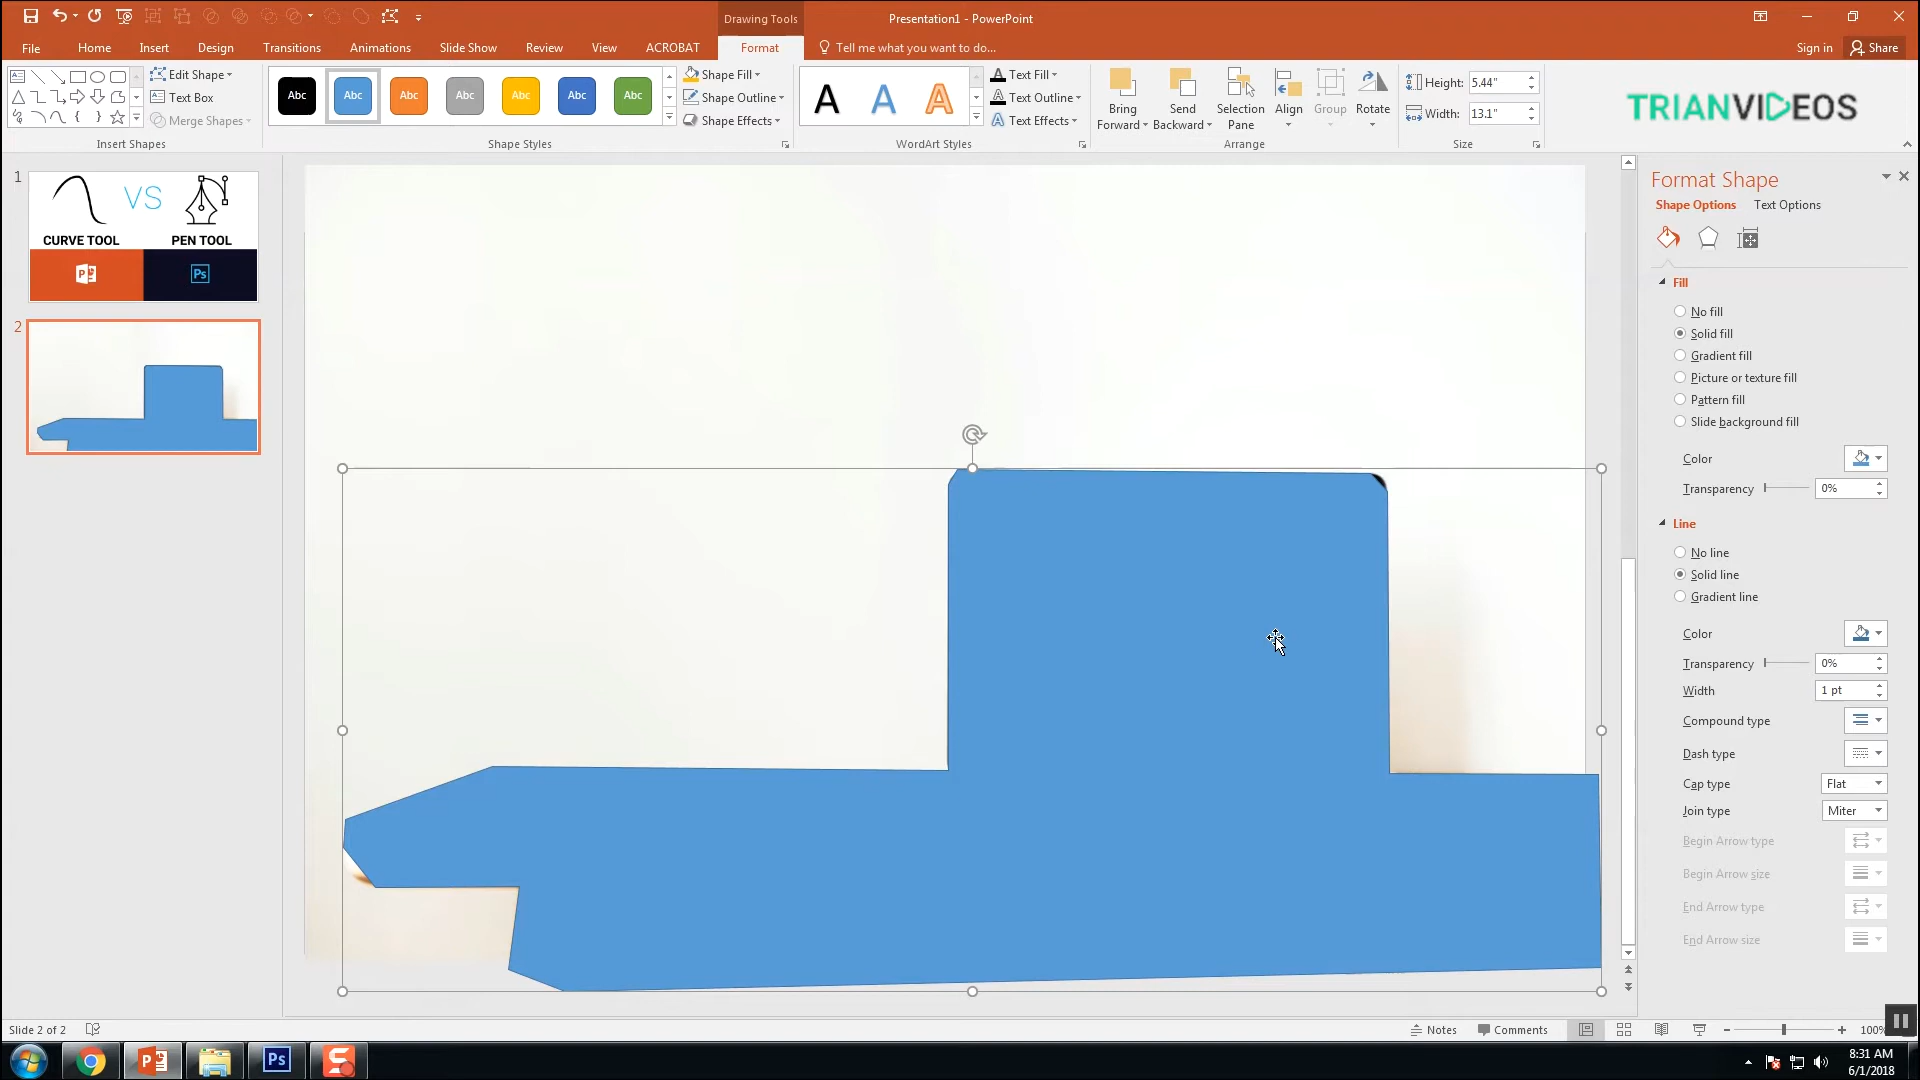 Drawing Tools
Presentation1 - PowerPoint
File
Home
Insert
Design
Transitions
Animations
Slide Show
Review
View
ACROBAT
Format
Tell me what you want to do...
Sign in
Share
Edit Shape
Text Box
Merge Shapes
Insert Shapes
Abc
Abc
Abc
Abc
Abc
Abc
Abc
Shape Fill
Shape Outline
Shape Effects
Shape Styles
A
A
A
Text Fill
Text Outline
Text Effects
WordArt Styles
Bring Forward
Send Backward
Selection Pane
Align
Group
Rotate
Arrange
Height: 5.44"
Width: 13.1"
Size
TRIANVIDEOS
1
VS
CURVE TOOL
PEN TOOL
P
Ps
2
Format Shape
Shape Options
Text Options
Fill
No fill
Solid fill
Gradient fill
Picture or texture fill
Pattern fill
Slide background fill
Color
Transparency
0%
Line
No line
Solid line
Gradient line
Color
Transparency
0%
Width
1 pt
Compound type
Dash type
Cap type
Flat
Join type
Miter
Begin Arrow type
Begin Arrow size
End Arrow type
End Arrow size
Slide 2 of 2
Notes
Comments
100%
P
Ps
S
8:31 AM
6/1/2018